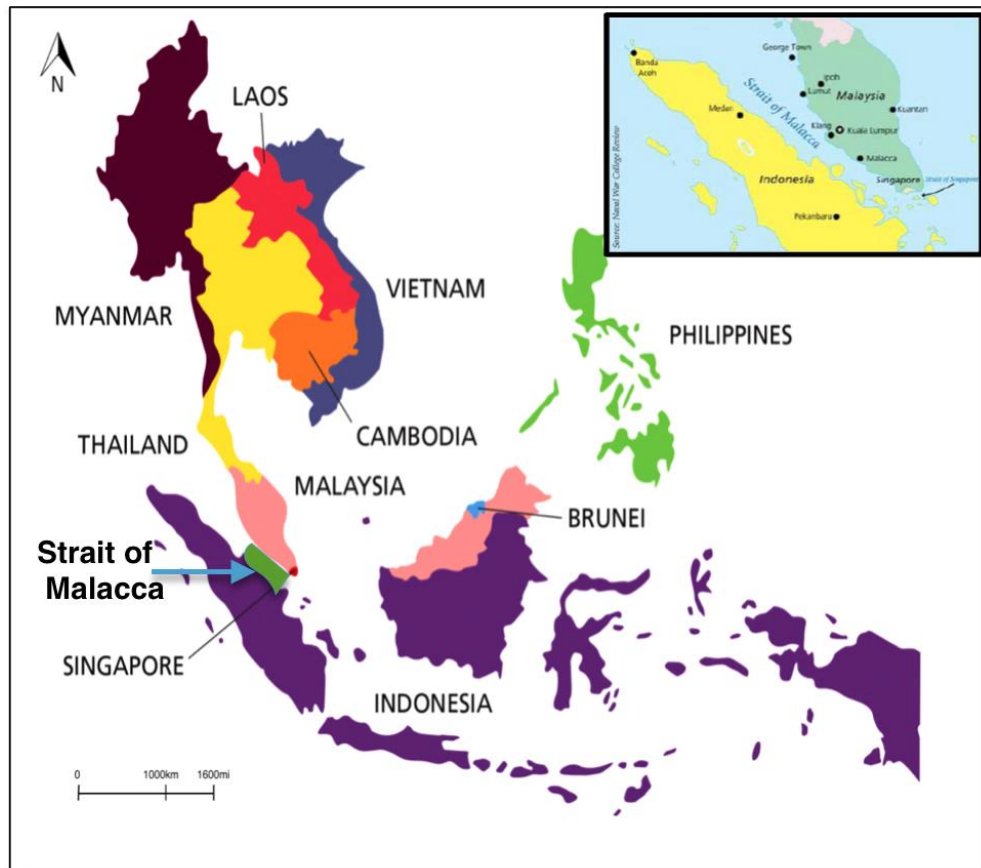 N
LAOS
VIETNAM
MYANMAR
PHILIPPINES
CAMBODIA
THAILAND
MALAYSIA
BRUNEI
Strait of
Malacca
SINGAPORE
INDONESIA
0
1000km
1600mi
George Town
Banda
Aceh
Ipoh
Lumut
Malaysia
Kuantan
Medan
Strait of Malacca
Klang
Kuala Lumpur
Malacca
Indonesia
Singapore
Strait of Singapore
Pekanbaru
Source: Naval War College Review